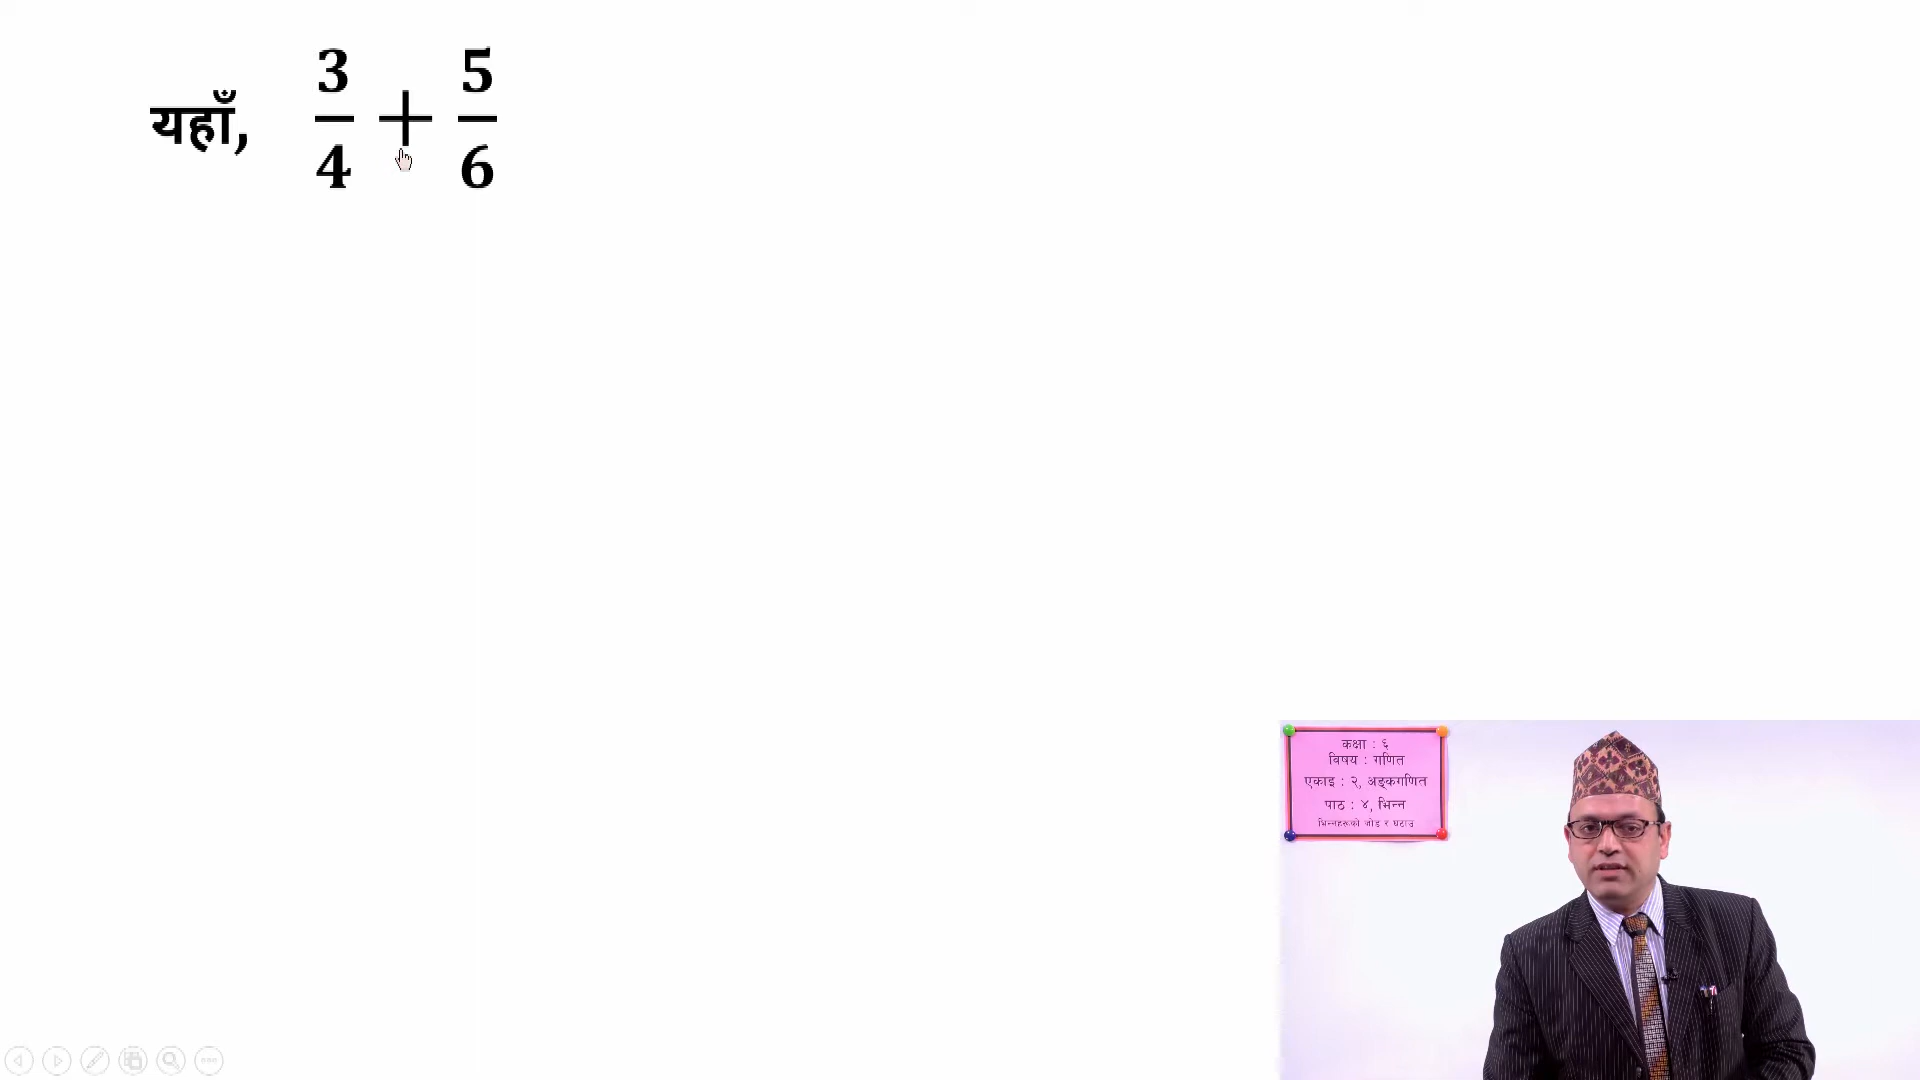 यहाँ, 3/4 + 5/6
कक्षा : ६
बिषय : गणित
एकाइ : २, अङ्कगणित
पाठ : ४, भिन्न
भिन्नहरूको जोड र घटाउ